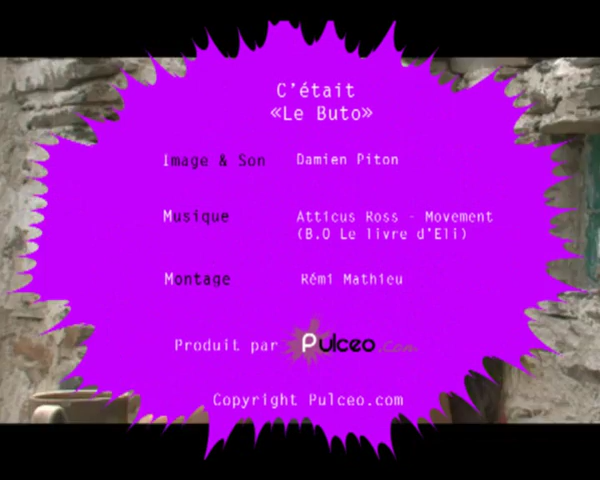 C'était
«Le Buto»
Image & Son Damien Piton
Musique Atticus Ross - Movement
(B.O Le livre d'Eli)
Montage Rémi Mathieu
Produit par Pulceo.com
Copyright Pulceo.com